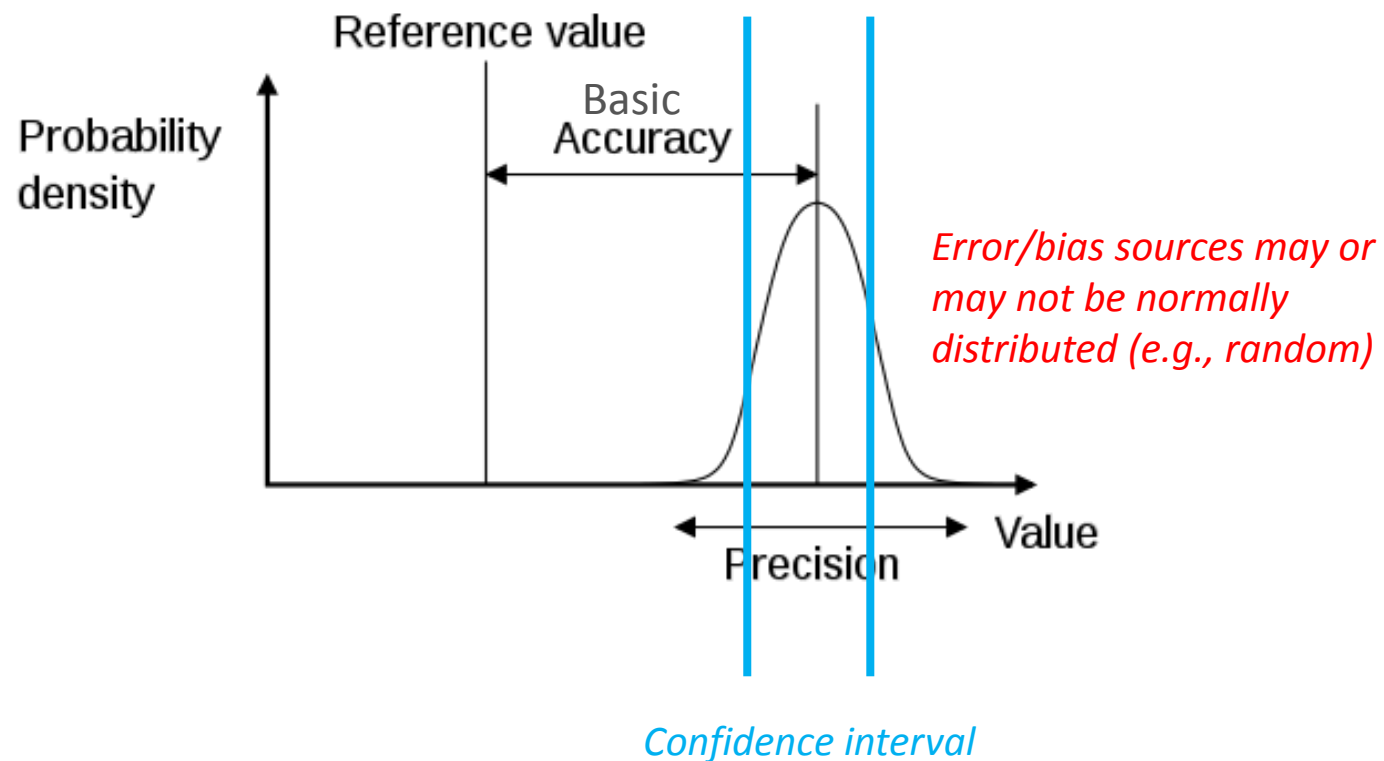 Reference value
Basic
Accuracy
Probability
density
Error/bias sources may or
may not be normally
distributed (e.g., random)
Value
Precision
Confidence interval